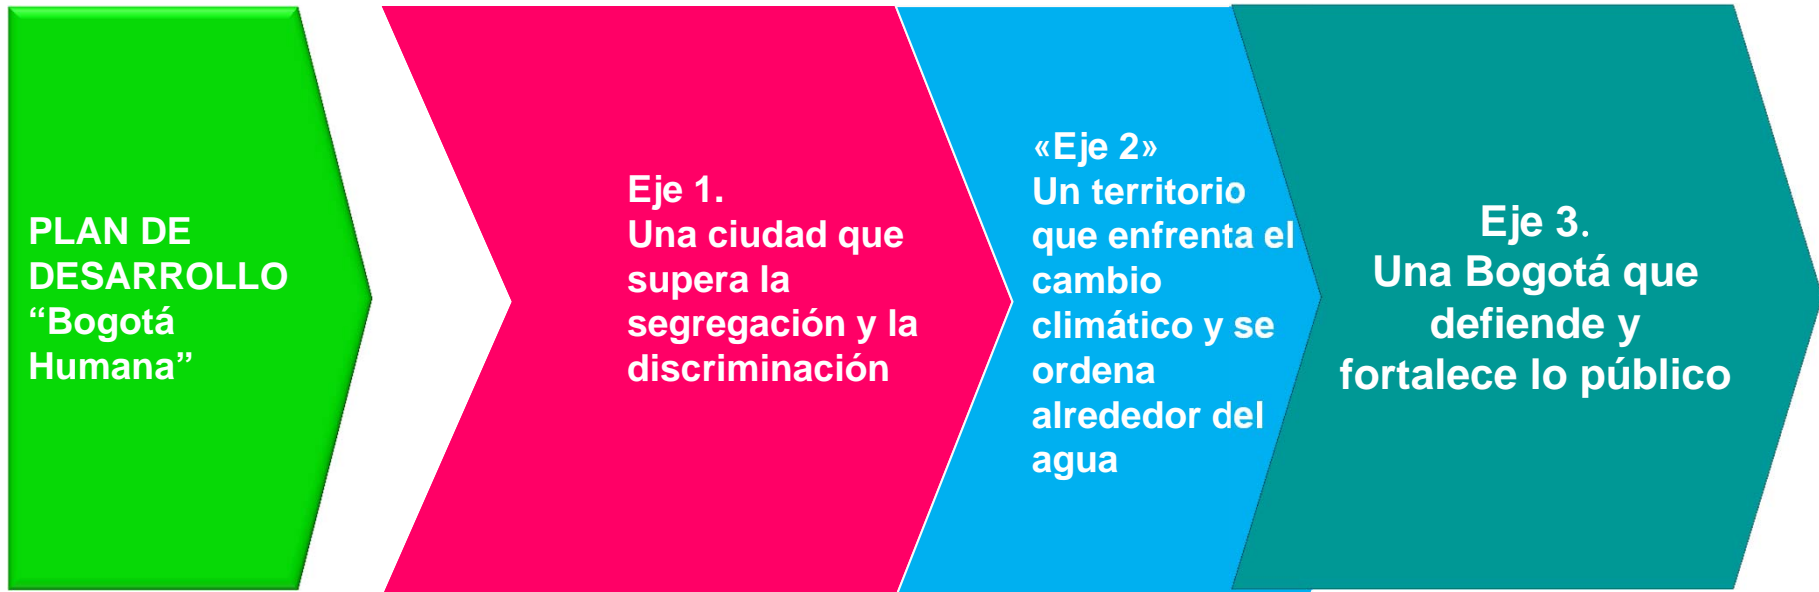 PLAN DE
DESARROLLO
“Bogotá
Humana”
Eje 1.
Una ciudad que
supera la
segregación y la
discriminación
«Eje 2»
Un territorio
que enfrenta el
cambio
climático y se
ordena
alrededor del
agua
Eje 3.
Una Bogotá que
defiende y
fortalece lo público